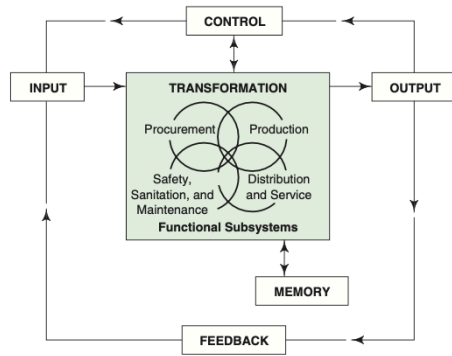 CONTROL
INPUT
TRANSFORMATION
OUTPUT
Procurement
Production
Safety,
Sanitation, and
Maintenance
Distribution
and Service
Functional Subsystems
MEMORY
FEEDBACK